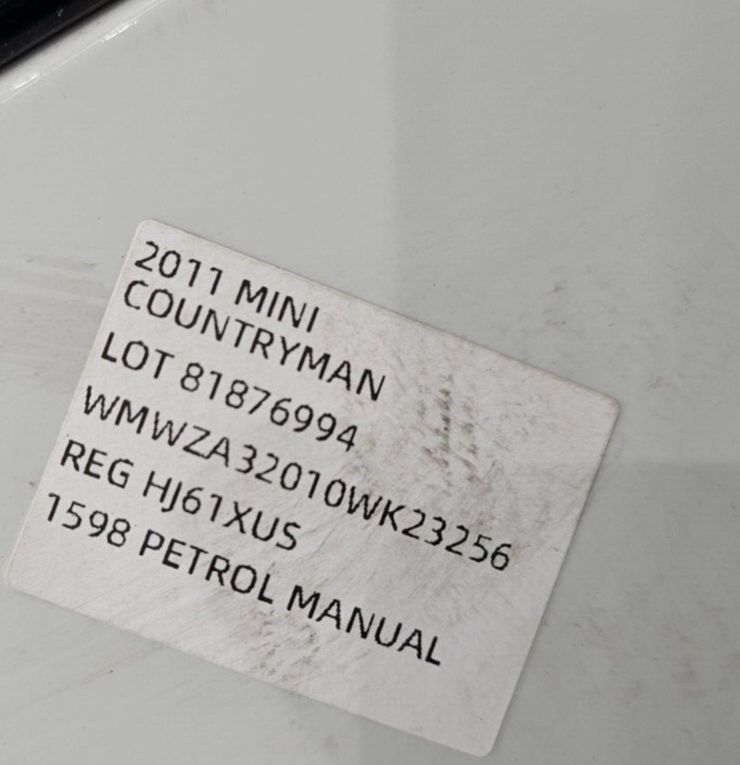 2011 MINI
COUNTRYMAN
LOT 81876994
WMWZA32010WK23256
REG HJ61XUS
1598 PETROL MANUAL